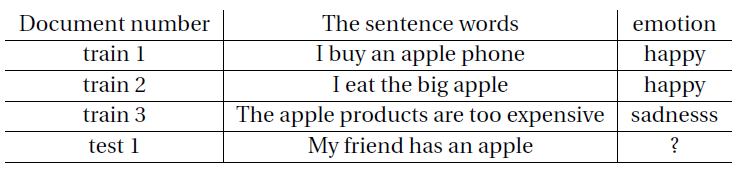 Document number The sentence words emotion
train 1 I buy an apple phone happy
train 2 I eat the big apple happy
train 3 The apple products are too expensive sadnesss
test 1 My friend has an apple ?